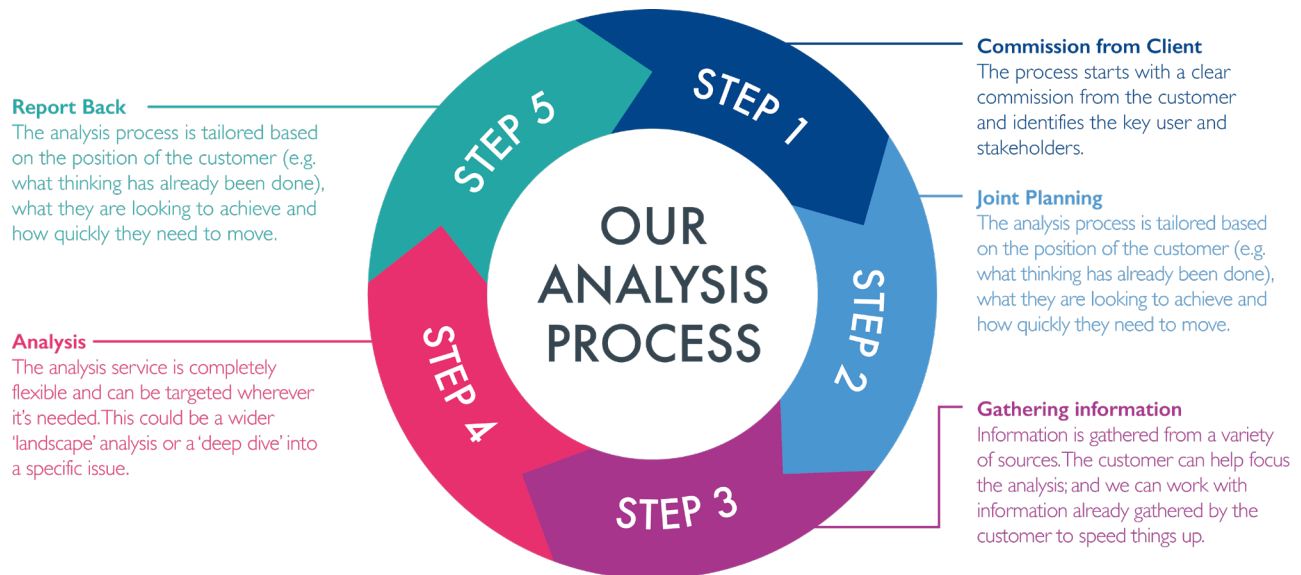 OUR
ANALYSIS
PROCESS
STEP 1
Commission from Client
The process starts with a clear
commission from the customer
and identifies the key user and
stakeholders.
STEP 2
Joint Planning
The analysis process is tailored based
on the position of the customer (e.g.
what thinking has already been done),
what they are looking to achieve and
how quickly they need to move.
STEP 3
Gathering information
Information is gathered from a variety
of sources. The customer can help focus
the analysis; and we can work with
information already gathered by the
customer to speed things up.
STEP 4
Analysis
The analysis service is completely
flexible and can be targeted wherever
it's needed. This could be a wider
'landscape' analysis or a 'deep dive' into
a specific issue.
STEP 5
Report Back
The analysis process is tailored based
on the position of the customer (e.g.
what thinking has already been done),
what they are looking to achieve and
how quickly they need to move.